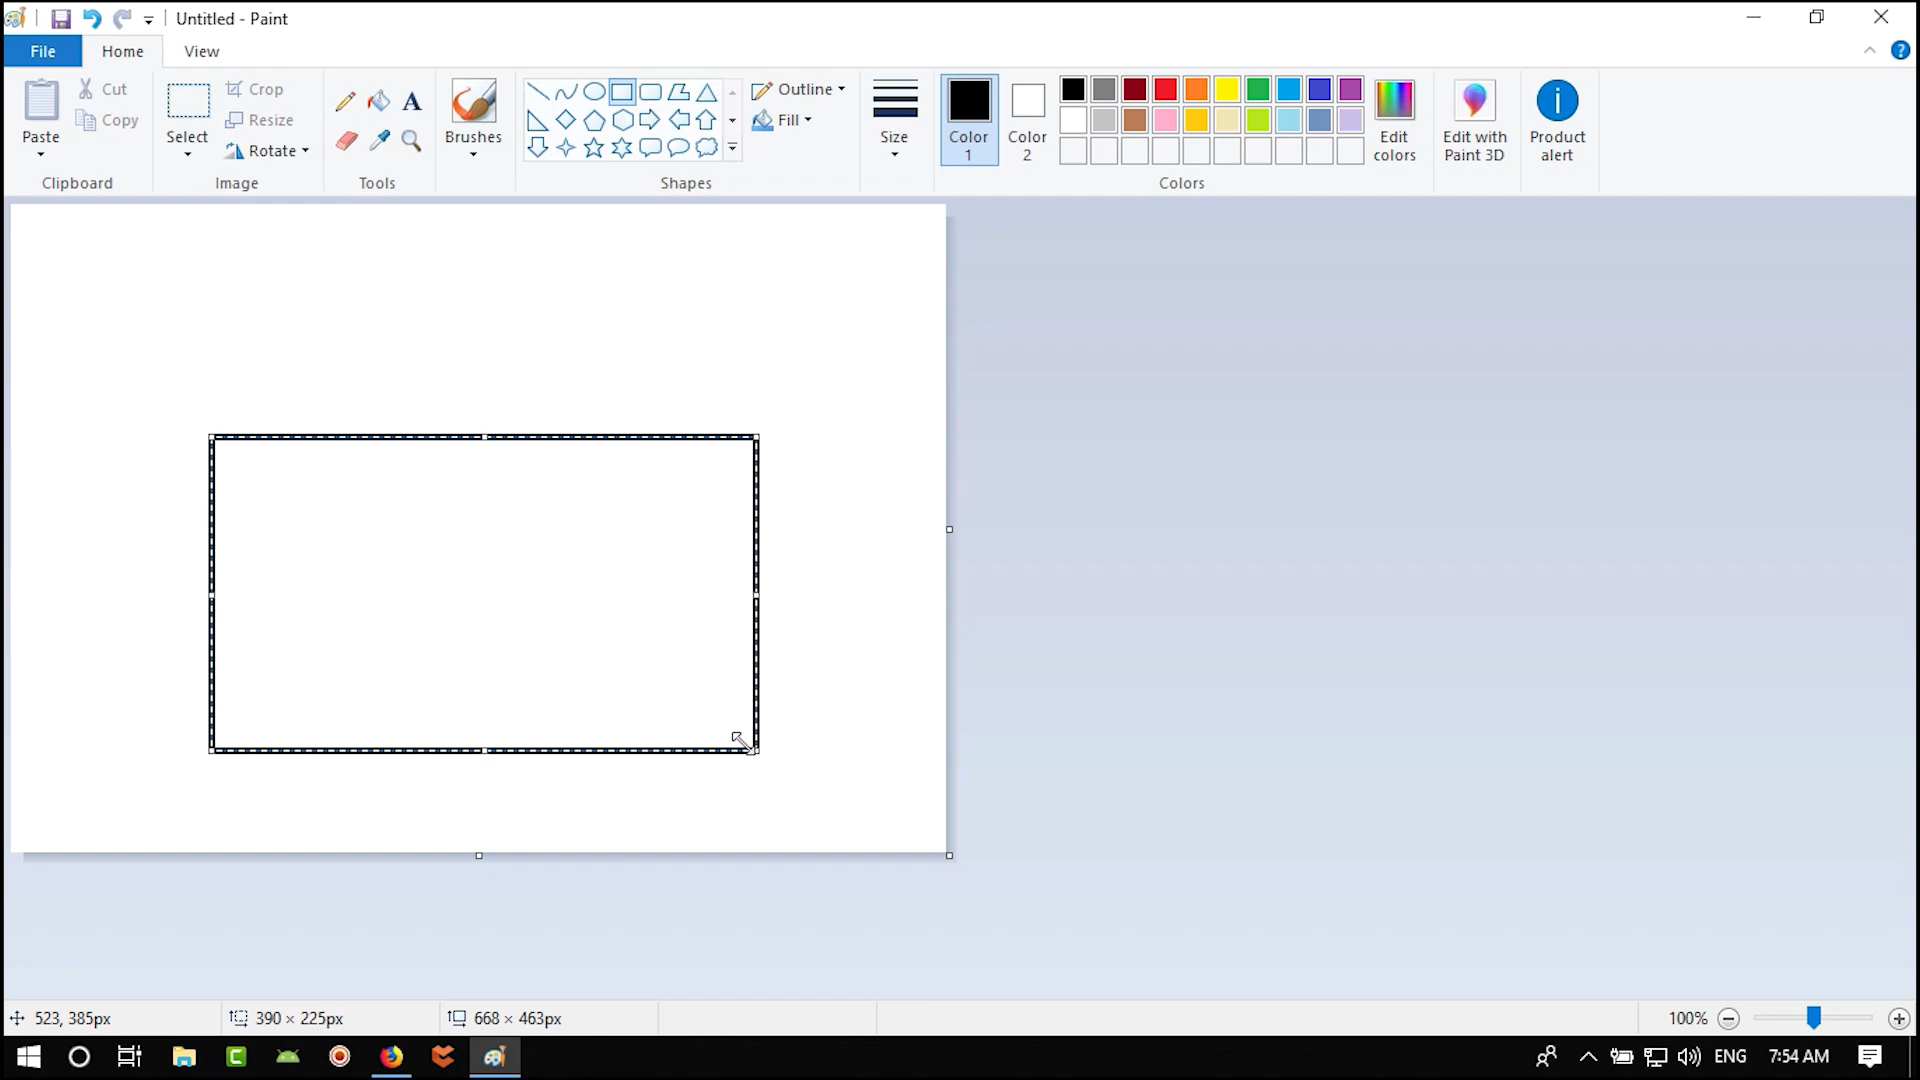 Untitled - Paint
File Home View
Paste
Cut
Copy
Clipboard
Select
Crop
Resize
Rotate
Image
A
Tools
Brushes
Shapes
Outline
Fill
Size
Color 1
Color 2
Edit colors
Colors
Edit with Paint 3D
Product alert
523, 385px 390 × 225px 668 × 463px 100%
ENG 7:54 AM